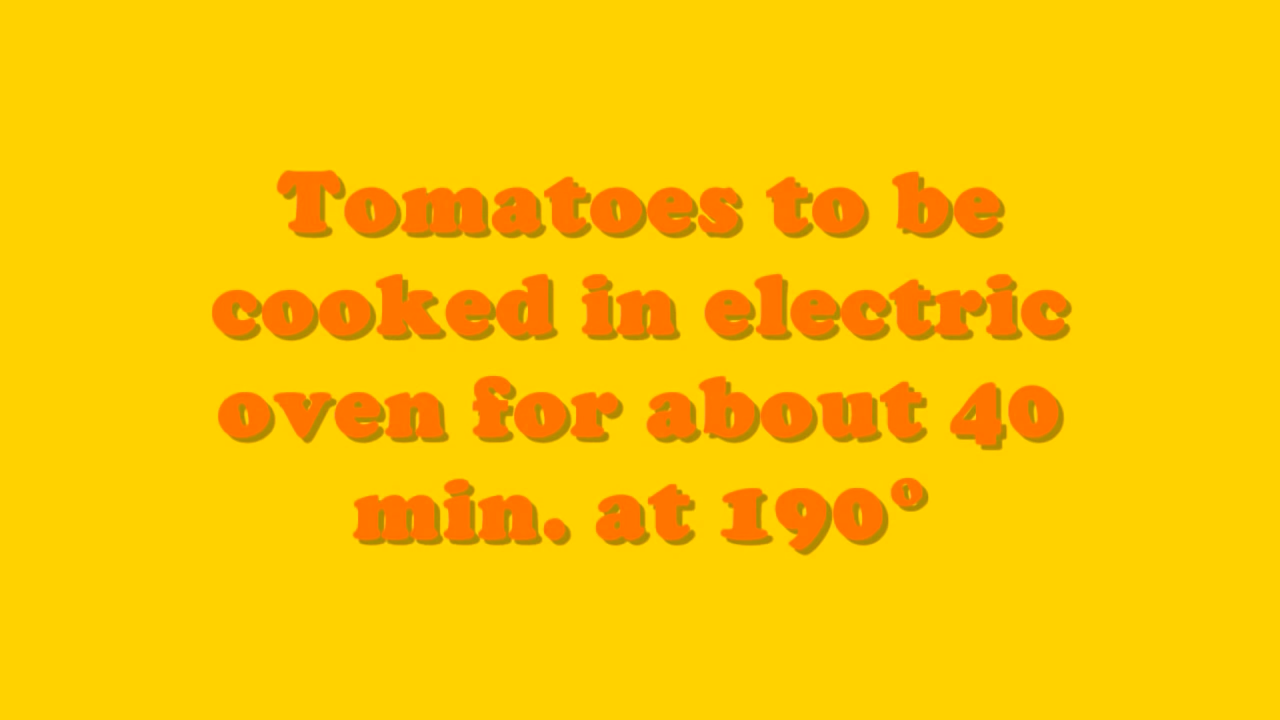 Tomatoes to be
cooked in electric
oven for about 40
min. at 190°